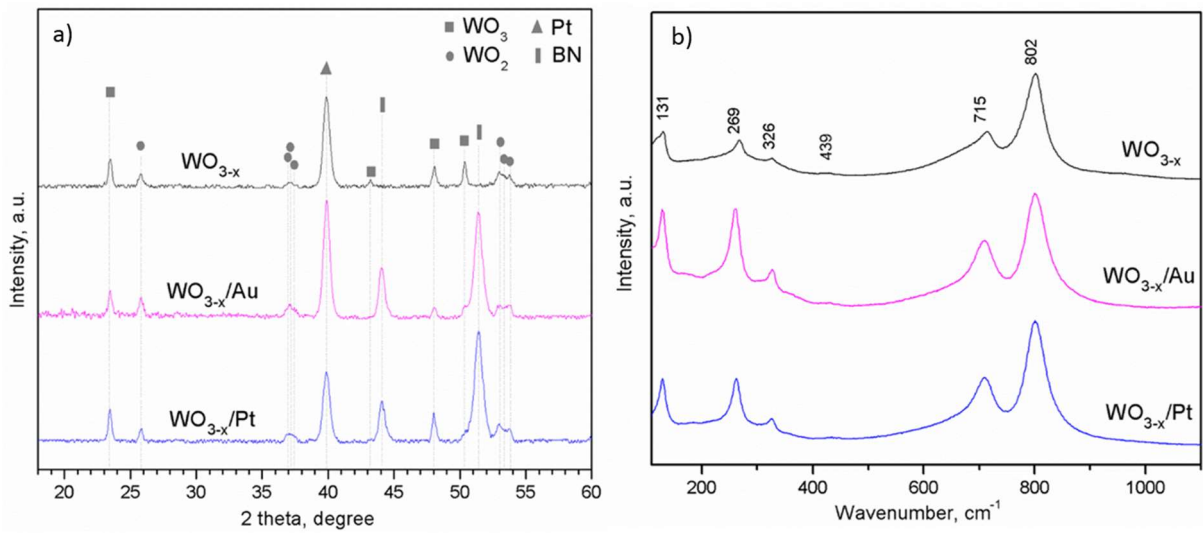 a)
WO3 Pt
WO2 BN
WO3-x
WO3-x/Au
WO3-x/Pt
Intensity, a.u.
20 25 30 35 40 45 50 55 60
2 theta, degree
b)
131
269
326
439
715
802
WO3-x
WO3-x/Au
WO3-x/Pt
Intensity, a.u.
200 400 600 800 1000
Wavenumber, cm-1